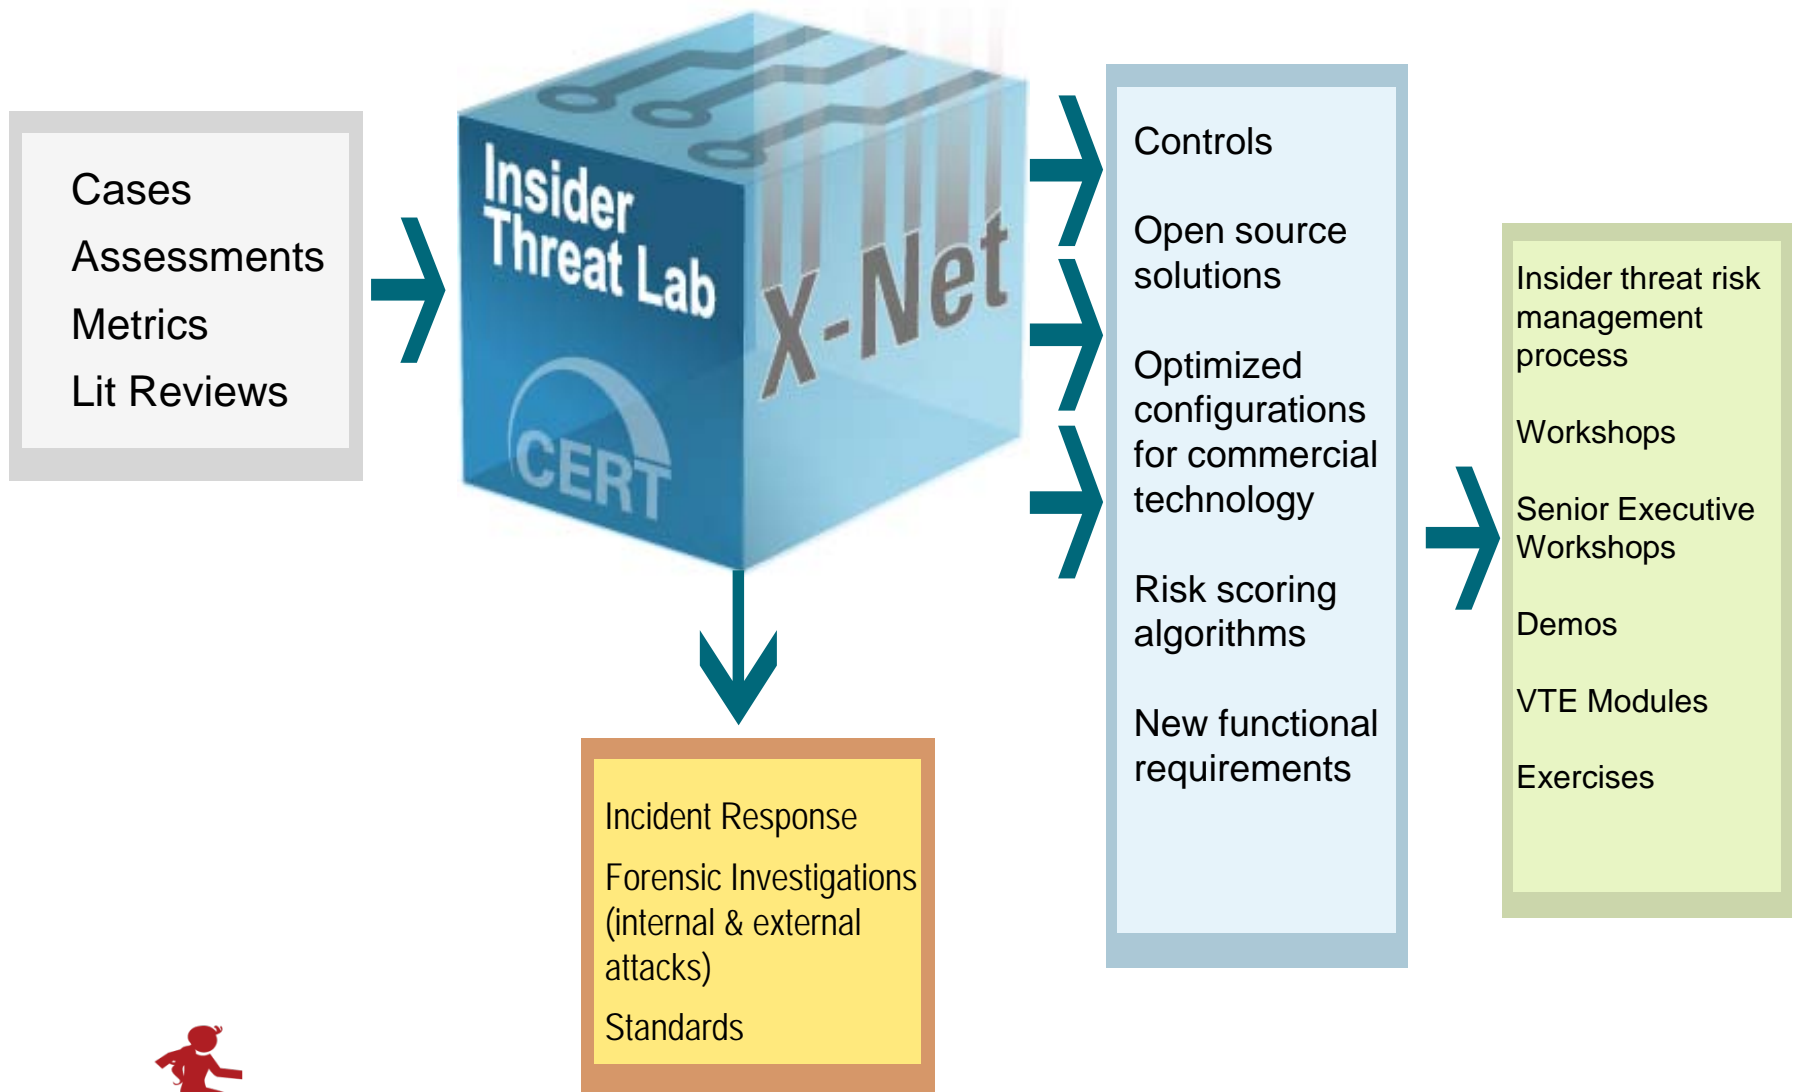 Cases
Assessments
Metrics
Lit Reviews
Insider
Threat Lab
CERT
X-Net
Controls
Open source
solutions
Optimized
configurations
for commercial
technology
Risk scoring
algorithms
New functional
requirements
Insider threat risk
management
process
Workshops
Senior Executive
Workshops
Demos
VTE Modules
Exercises
Incident Response
Forensic Investigations
(internal & external
attacks)
Standards